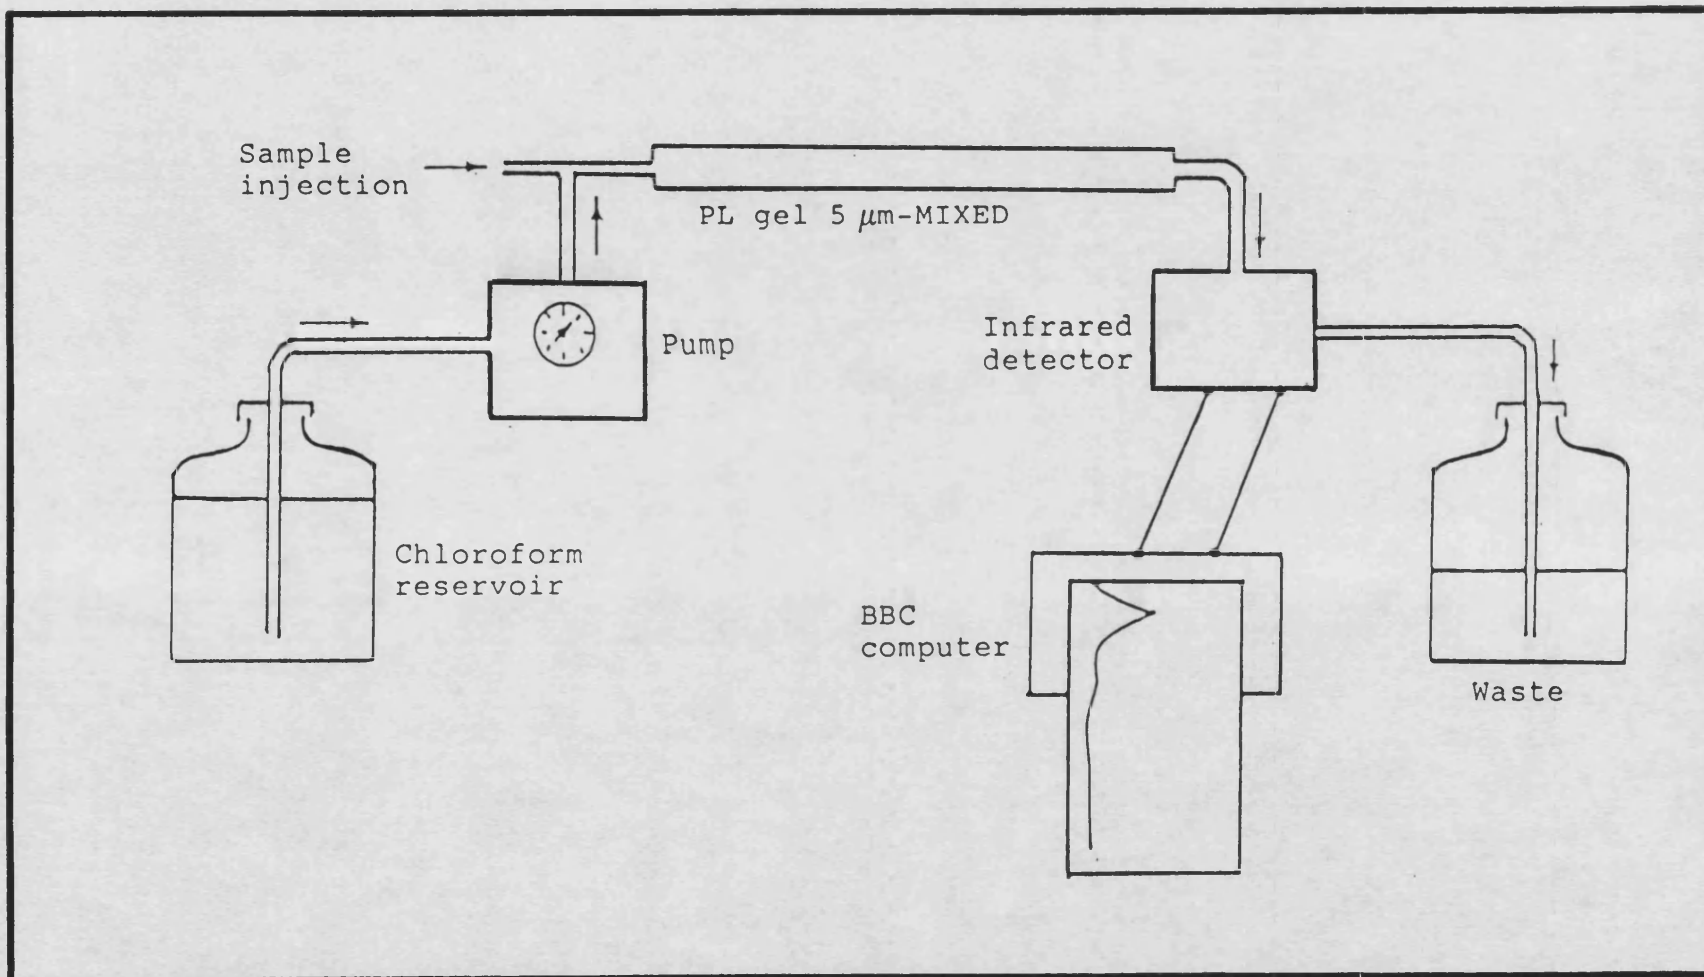 Sample
injection
PL gel 5 µm-MIXED
Pump
Infrared
detector
Chloroform
reservoir
BBC
computer
Waste